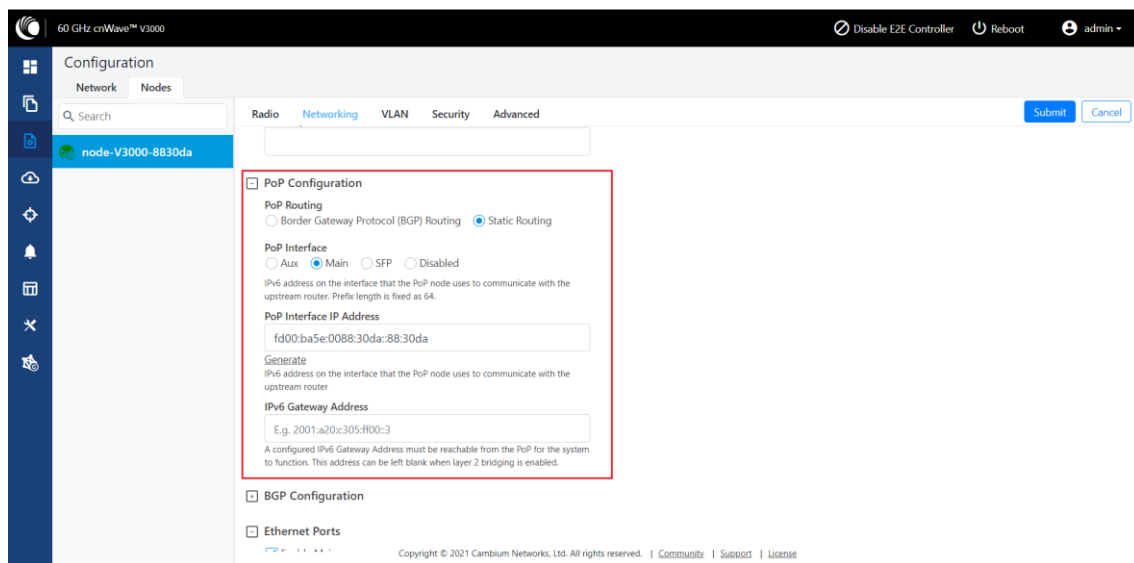 60 GHz cnWave™ V3000
Disable E2E Controller
Reboot
admin
Configuration
Network Nodes
Search
node-V3000-8830da
Radio Networking VLAN Security Advanced
Submit Cancel
PoP Configuration
PoP Routing
Border Gateway Protocol (BGP) Routing Static Routing
PoP Interface
Aux Main SFP Disabled
IPv6 address on the interface that the PoP node uses to communicate with the
upstream router. Prefix length is fixed as 64.
PoP Interface IP Address
fd00:ba5e:0088:30da::88:30da
Generate
IPv6 address on the interface that the PoP node uses to communicate with the
upstream router
IPv6 Gateway Address
E.g. 2001:a20:c305:ff00::3
A configured IPv6 Gateway Address must be reachable from the PoP for the system
to function. This address can be left blank when layer 2 bridging is enabled.
BGP Configuration
Ethernet Ports
Copyright © 2021 Cambium Networks, Ltd. All rights reserved. | Community | Support | License